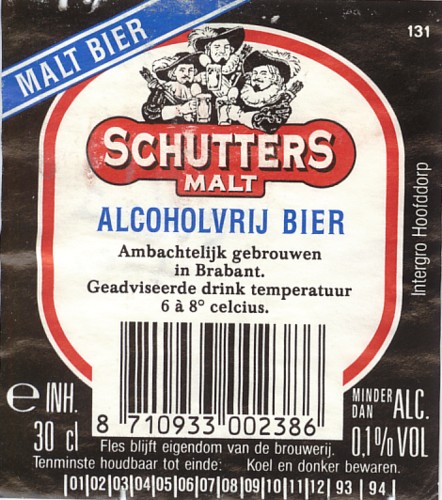 MALT BIER
131
SCHUTTERS
MALT
ALCOHOLVRIJ BIER
Ambachtelijk gebrouwen
in Brabant.
Geadviseerde drink temperatuur
6 à 8° celcius.
Intergro Hoofddorp
8 710933 002386
e INH.
30 cl
MINDER DAN ALC.
0,1% VOL
Fles blijft eigendom van de brouwerij.
Tenminste houdbaar tot einde: Koel en donker bewaren.
|01|02|03|04|05|06|07|08|09|10|11|12| 93 | 94 |